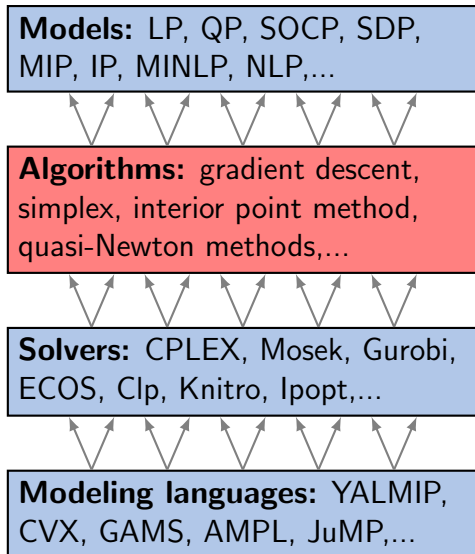 Models: LP, QP, SOCP, SDP,
MIP, IP, MINLP, NLP,...
Algorithms: gradient descent,
simplex, interior point method,
quasi-Newton methods,...
Solvers: CPLEX, Mosek, Gurobi,
ECOS, Clp, Knitro, Ipopt,...
Modeling languages: YALMIP,
CVX, GAMS, AMPL, JuMP,...